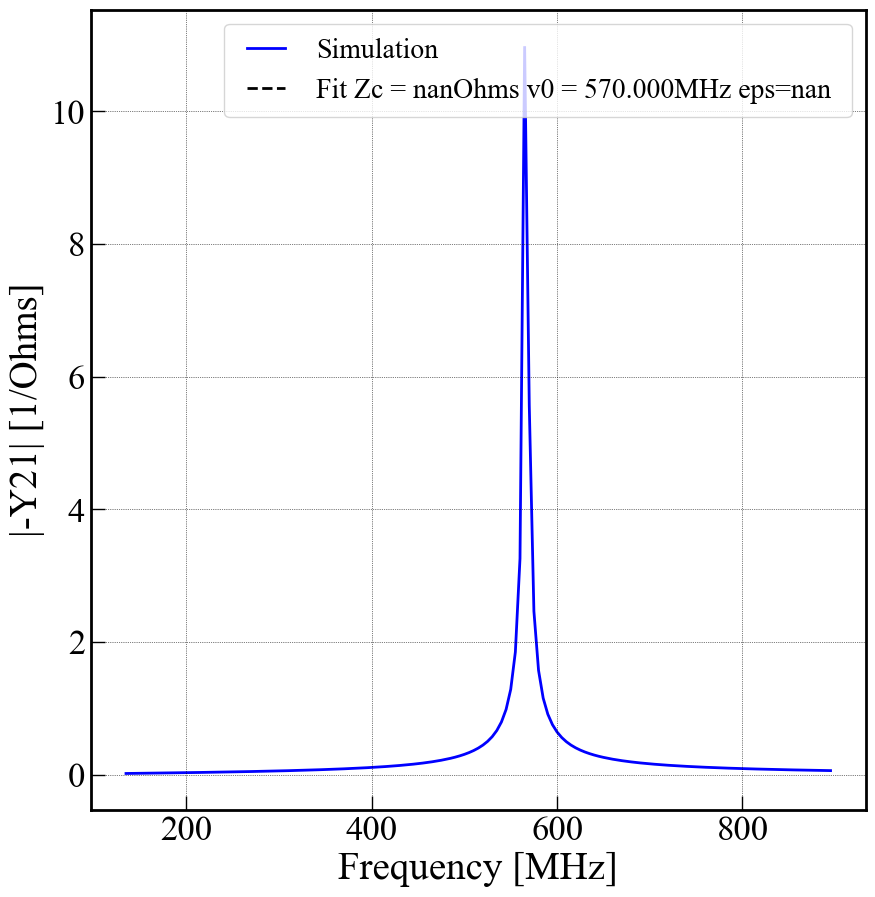 Simulation
Fit Zc = nanOhms v0 = 570.000MHz eps=nan
|-Y21| [1/Ohms]
10
8
6
4
2
0
200 400 600 800
Frequency [MHz]